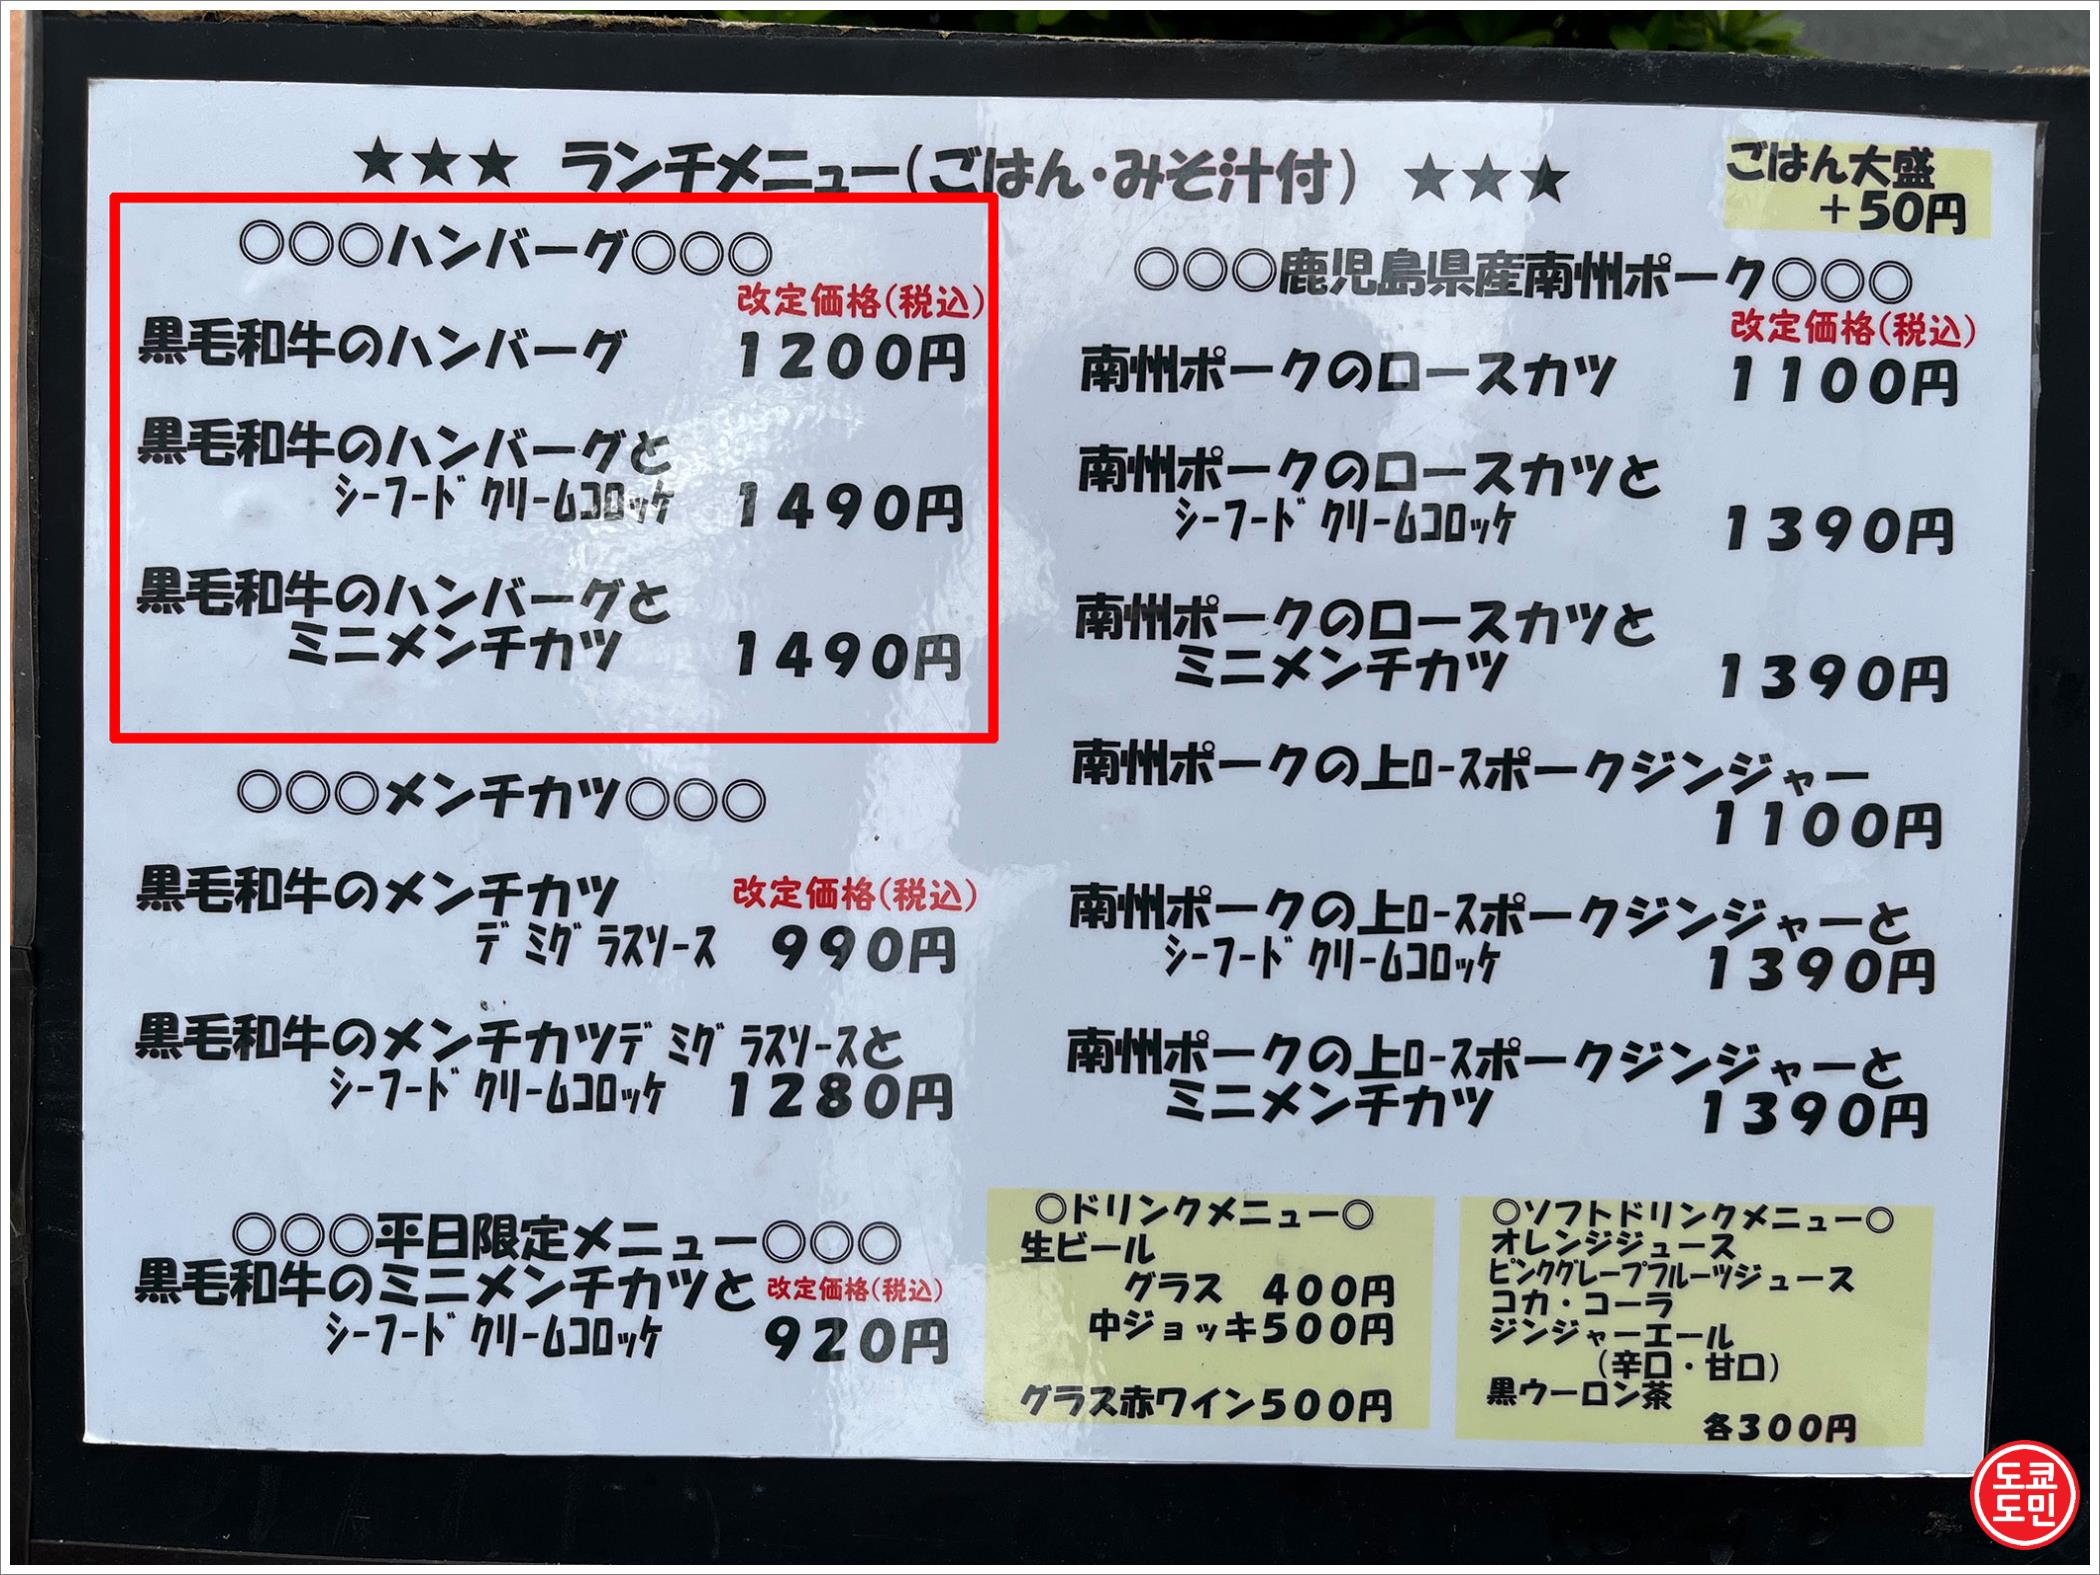 ★★★ ランチメニュー(ごはん・みそ汁付) ★★★
ごはん大盛
+50円
◎◎◎ハンバーグ◎◎◎
改定価格(税込)
黒毛和牛のハンバーグ 1200円
黒毛和牛のハンバーグと
シーフードクリームコロッケ 1490円
黒毛和牛のハンバーグと
ミニメンチカツ 1490円
◎◎◎メンチカツ◎◎◎
黒毛和牛のメンチカツ 改定価格(税込)
デミグラスソース 990円
黒毛和牛のメンチカツデミグラスソースと
シーフードクリームコロッケ 1280円
◎◎◎平日限定メニュー◎◎◎
黒毛和牛のミニメンチカツと 改定価格(税込)
シーフードクリームコロッケ 920円
◎◎◎鹿児島県産南州ポーク◎◎◎
改定価格(税込)
南州ポークのロースカツ 1100円
南州ポークのロースカツと
シーフードクリームコロッケ 1390円
南州ポークのロースカツと
ミニメンチカツ 1390円
南州ポークの上ロースポークジンジャー
1100円
南州ポークの上ロースポークジンジャーと
シーフードクリームコロッケ 1390円
南州ポークの上ロースポークジンジャーと
ミニメンチカツ 1390円
○ドリンクメニュー○
生ビール
グラス 400円
中ジョッキ500円
グラス赤ワイン500円
○ソフトドリンクメニュー○
オレンジジュース
ピンクグレープフルーツジュース
コカ・コーラ
ジンジャーエール
(辛口・甘口)
黒ウーロン茶
各300円
도쿄
도민